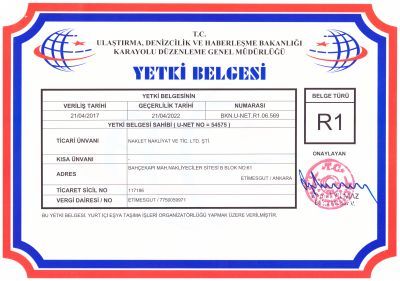 T.C.
ULAŞTIRMA, DENİZCİLİK VE HABERLEŞME BAKANLIĞI
KARAYOLU DÜZENLEME GENEL MÜDÜRLÜĞÜ
YETKİ BELGESİ
YETKİ BELGESİNİN
VERİLİŞ TARİHİ GEÇERLİLİK TARİHİ NUMARASI
21/04/2017 21/04/2022 BKN.U-NET.R1.06.569
YETKİ BELGESİ SAHİBİ ( U-NET NO = 54575 )
TİCARİ ÜNVANI NAKLET NAKLİYAT VE TİC. LTD. ŞTİ.
KISA ÜNVANI -
ADRES BAHÇEKAPI MAH.NAKLİYECİLER SİTESİ B BLOK NO:61
ETİMESGUT / ANKARA
TİCARET SİCİL NO 117186
VERGİ DAİRESİ / NO ETİMESGUT / 7750059971
BELGE TÜRÜ
R1
ONAYLAYAN
BU YETKİ BELGESİ, YURT İÇİ EŞYA TAŞIMA İŞLERİ ORGANİZATÖRLÜĞÜ YAPMAK ÜZERE VERİLMİŞTİR.